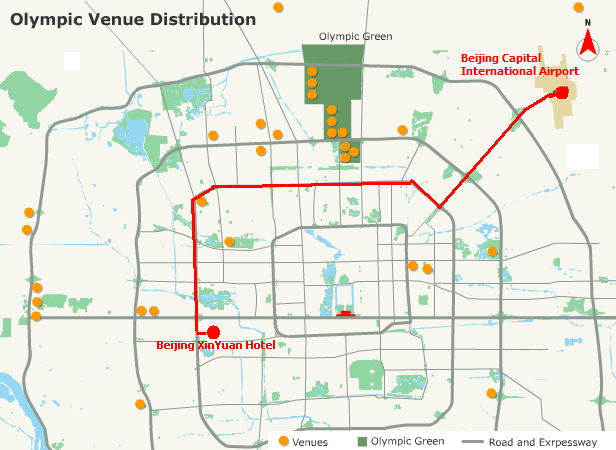 Olympic Venue Distribution
N
Olympic Green
Beijing Capital
International Airport
Beijing XinYuan Hotel
Venues
Olympic Green
Road and Exrpessway